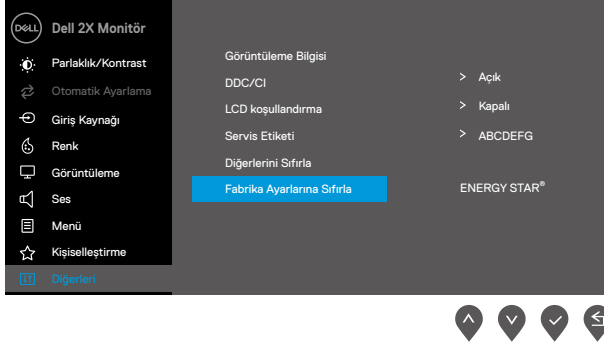 DELL Dell 2X Monitör
Parlaklık/Kontrast
Otomatik Ayarlama
Giriş Kaynağı
Renk
Görüntüleme
Ses
Menü
Kişiselleştirme
Diğerleri
Görüntüleme Bilgisi
DDC/CI > Açık
LCD koşullandırma > Kapalı
Servis Etiketi > ABCDEFG
Diğerlerini Sıfırla
Fabrika Ayarlarına Sıfırla ENERGY STAR®